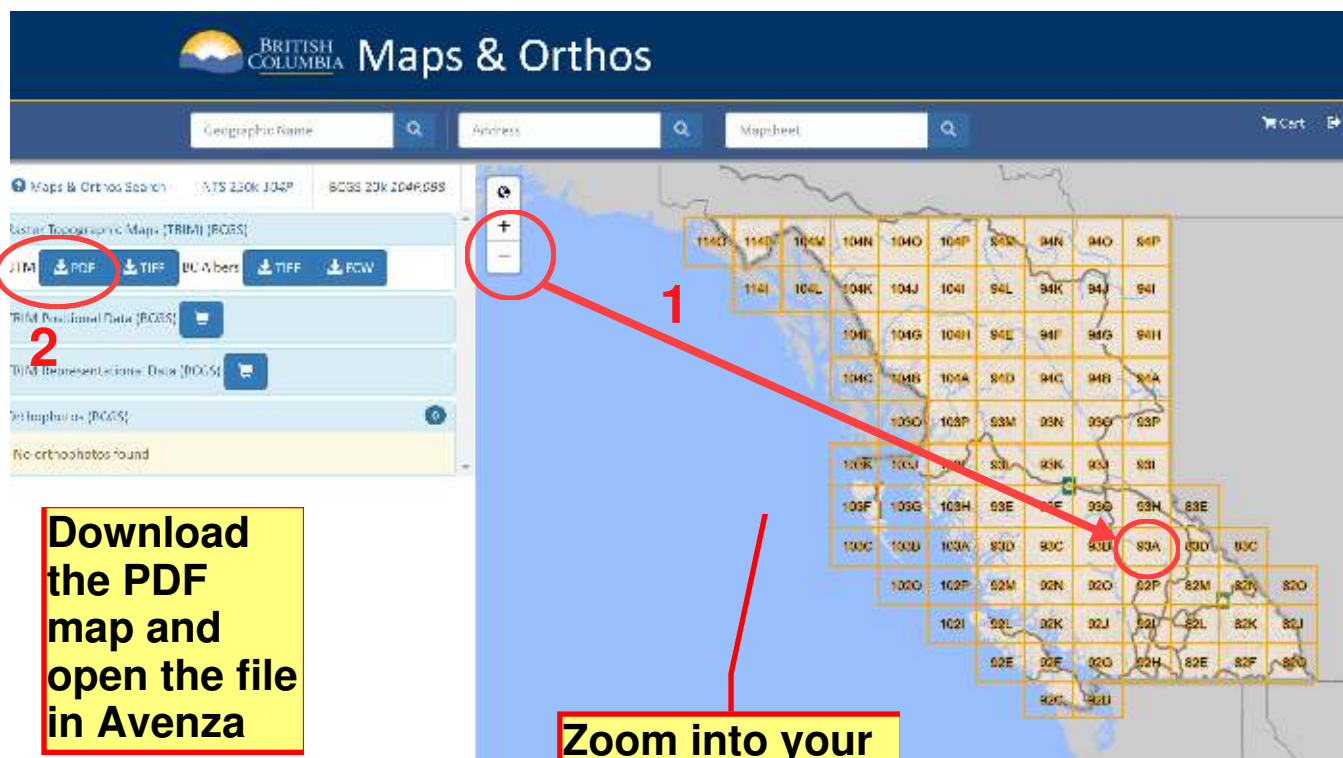 BRITISH
COLUMBIA
Maps & Orthos
Geographic Name
Address
Mapsheet
Cart
Maps & Orthos Search
NTS 250k 104P
BCGS 20k
Raster Topographic Maps (TRIM) (BCGS)
UTM PDF TIFF BC Albers TIFF ECW
TRIM Positional Data (BCGS)
TRIM Representational Data (BCGS)
Orthophotos (BCGS) 0
No orthophotos found
+
−
1
2
114O 114P 104M 104N 104O 104P 94M 94N 94O 94P
114I 104L 104K 104J 104I 94L 94K 94J 94I
104F 104G 104H 94E 94F 94G 94H
104C 104B 104A 94D 94C 94B 94A
103O 103P 93M 93N 93O 93P
103K 103J 93L 93K 93J 93I
103F 103G 103H 93E 93F 93G 93H 83E
103C 103B 103A 93D 93C 93B 93A 83D 83C
102O 102P 92M 92N 92O 92P 82M 82N 82O
102I 92L 92K 92J 92I 82L 82K 82J
92E 92F 92G 92H 82E 82F 82G
92C 92B
Download
the PDF
map and
open the file
in Avenza
Zoom into your